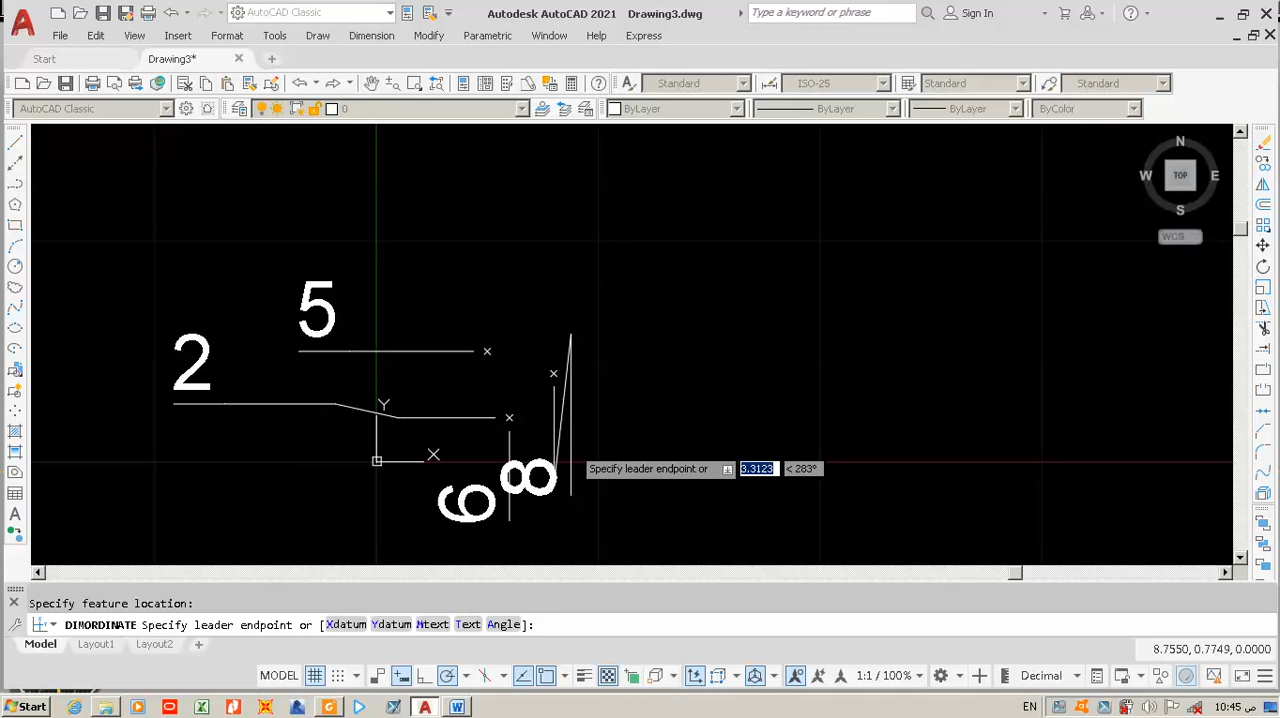 AutoCAD Classic
Autodesk AutoCAD 2021 Drawing3.dwg
Type a keyword or phrase
Sign In
File Edit View Insert Format Tools Draw Dimension Modify Parametric Window Help Express
Start
Drawing3*
Standard
ISO-25
Standard
Standard
AutoCAD Classic
0
ByLayer
ByLayer
ByLayer
ByColor
N
W TOP E
S
WCS
5
2
Y
X
6
8
Specify leader endpoint or 3.3123 < 283°
Specify feature location:
DIMORDINATE Specify leader endpoint or [Xdatum Ydatum Mtext Text Angle]:
Model Layout1 Layout2
8.7550, 0.7749, 0.0000
MODEL
1:1 / 100%
Decimal
Start
EN
10:45 ص